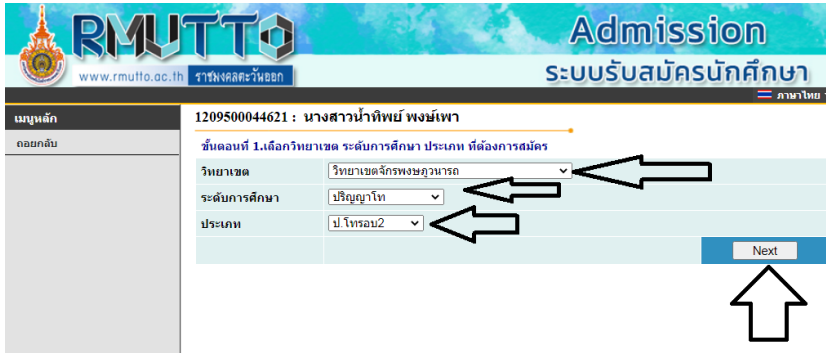 RMUTTO
Admission
www.rmutto.ac.th ราชมงคลตะวันออก
ระบบรับสมัครนักศึกษา
ภาษาไทย
เมนูหลัก
ถอยกลับ
1209500044621 : นางสาวน้ำทิพย์ พงษ์เพา
ขั้นตอนที่ 1.เลือกวิทยาเขต ระดับการศึกษา ประเภท ที่ต้องการสมัคร
วิทยาเขต วิทยาเขตจักรพงษภูวนารถ
ระดับการศึกษา ปริญญาโท
ประเภท ป.โทรอบ2
Next